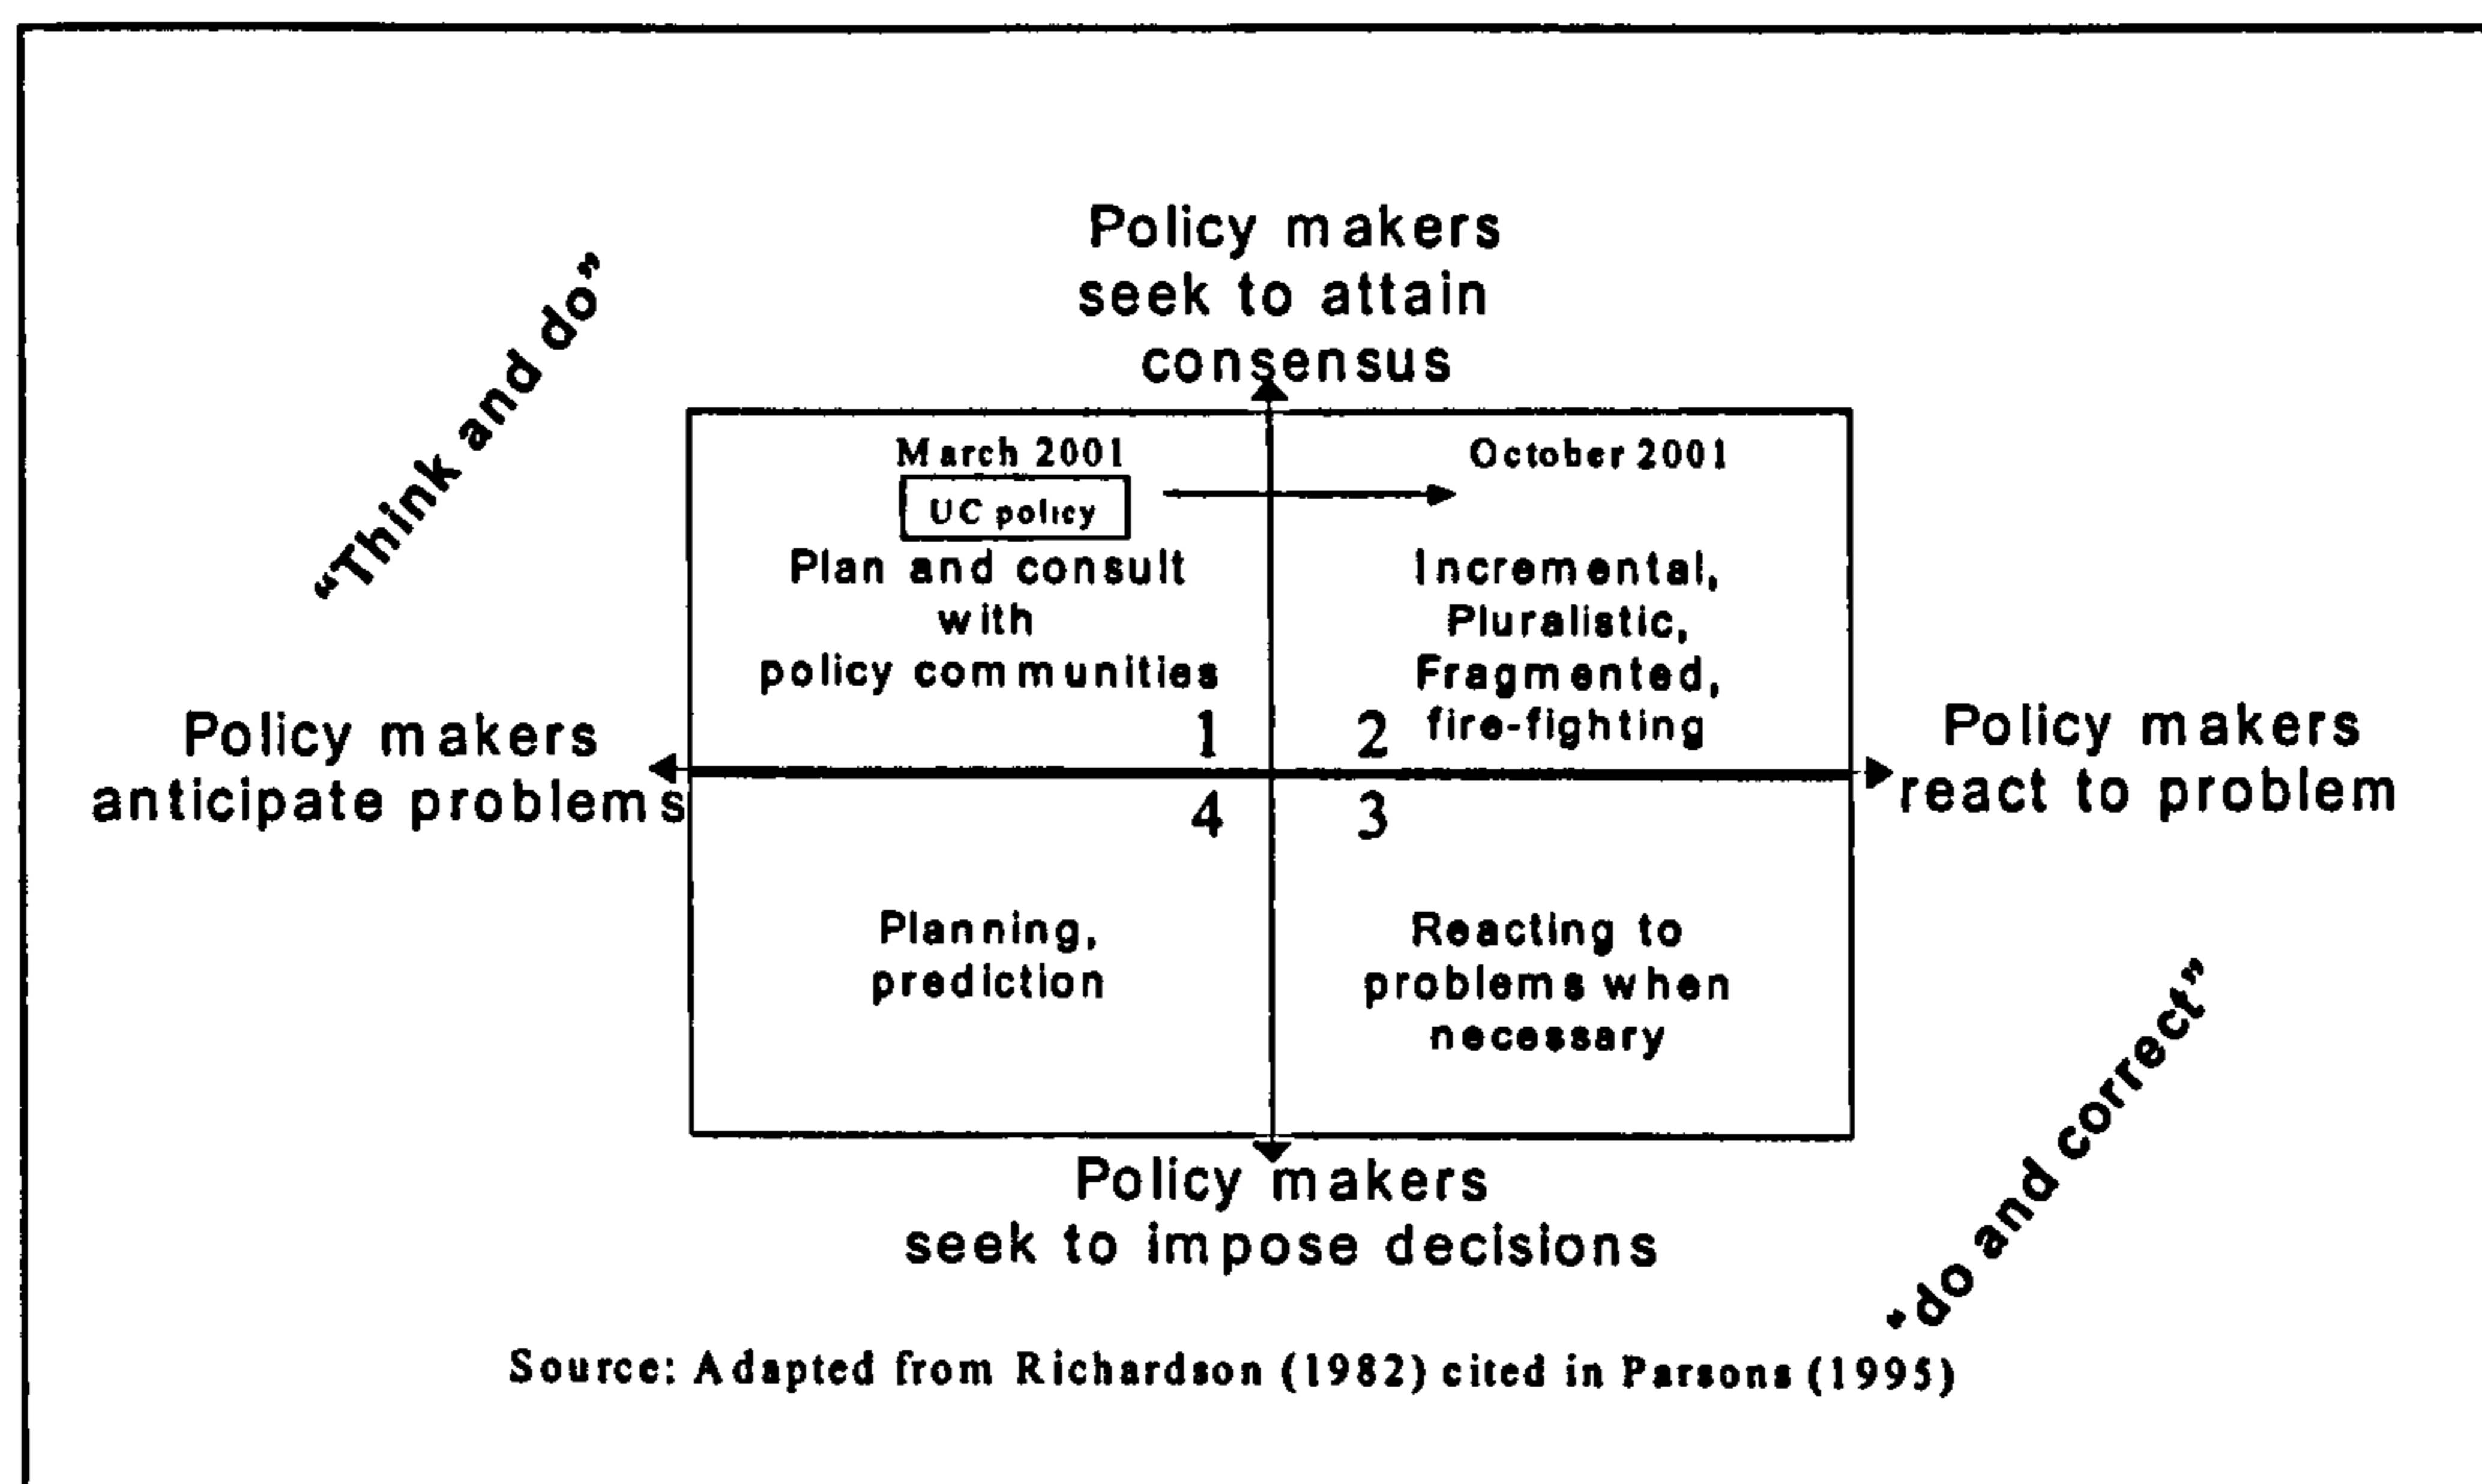 "Think and do"
Policy makers
seek to attain
consensus
March 2001
October 2001
UC policy
Plan and consult
with
policy communities
1
Incremental,
Pluralistic,
Fragmented,
fire-fighting
2
Policy makers
anticipate problems
Policy makers
react to problem
4
3
Planning,
prediction
Reacting to
problems when
necessary
Policy makers
seek to impose decisions
"do and correct"
Source: Adapted from Richardson (1982) cited in Parsons (1995)